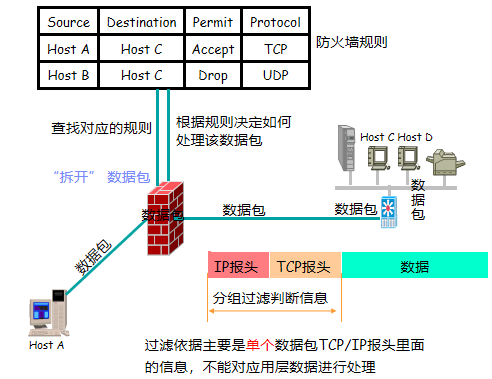 Source Destination Permit Protocol
Host A Host C Accept TCP
Host B Host C Drop UDP
防火墙规则
查找对应的规则
根据规则决定如何
处理该数据包
“拆开” 数据包
数据包
数据包
数据包
数据包
数据包
Host C Host D
Host A
IP报头 TCP报头 数据
分组过滤判断信息
过滤依据主要是单个数据包TCP/IP报头里面
的信息，不能对应用层数据进行处理